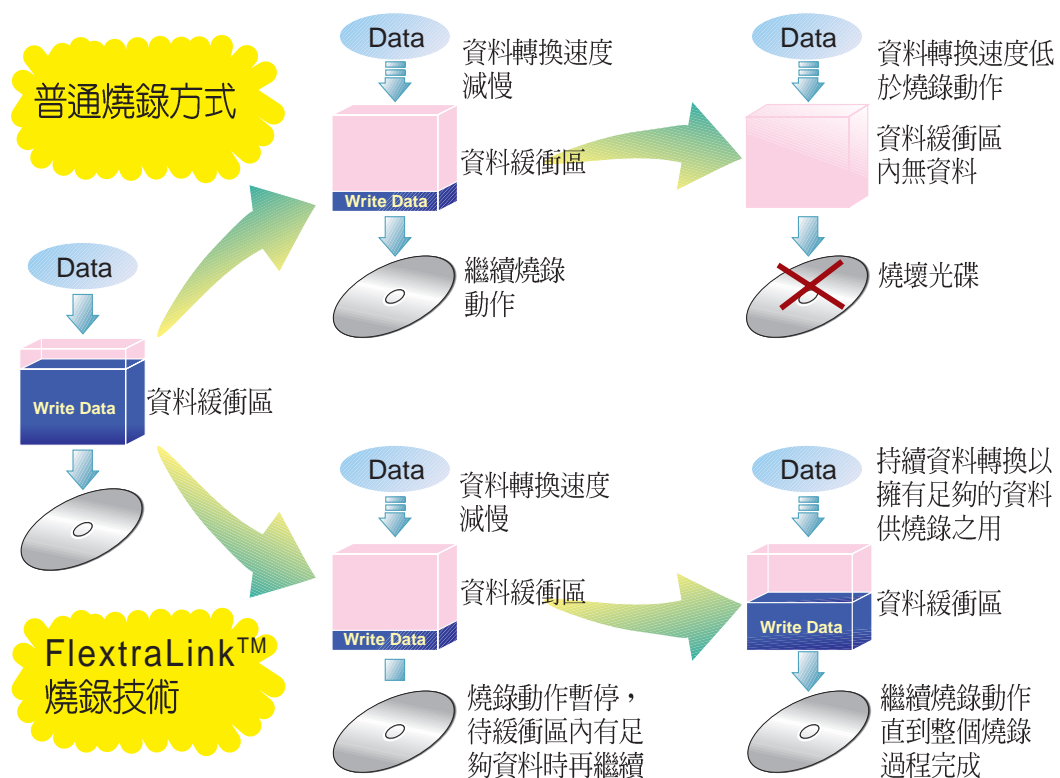 普通燒錄方式
Data
資料轉換速度
減慢
資料緩衝區
Write Data
繼續燒錄
動作
Data
資料轉換速度低
於燒錄動作
資料緩衝區
內無資料
燒壞光碟
Data
Write Data
資料緩衝區
FlextraLink™
燒錄技術
Data
資料轉換速度
減慢
資料緩衝區
Write Data
燒錄動作暫停，
待緩衝區內有足
夠資料時再繼續
Data
持續資料轉換以
擁有足夠的資料
供燒錄之用
資料緩衝區
Write Data
繼續燒錄動作
直到整個燒錄
過程完成